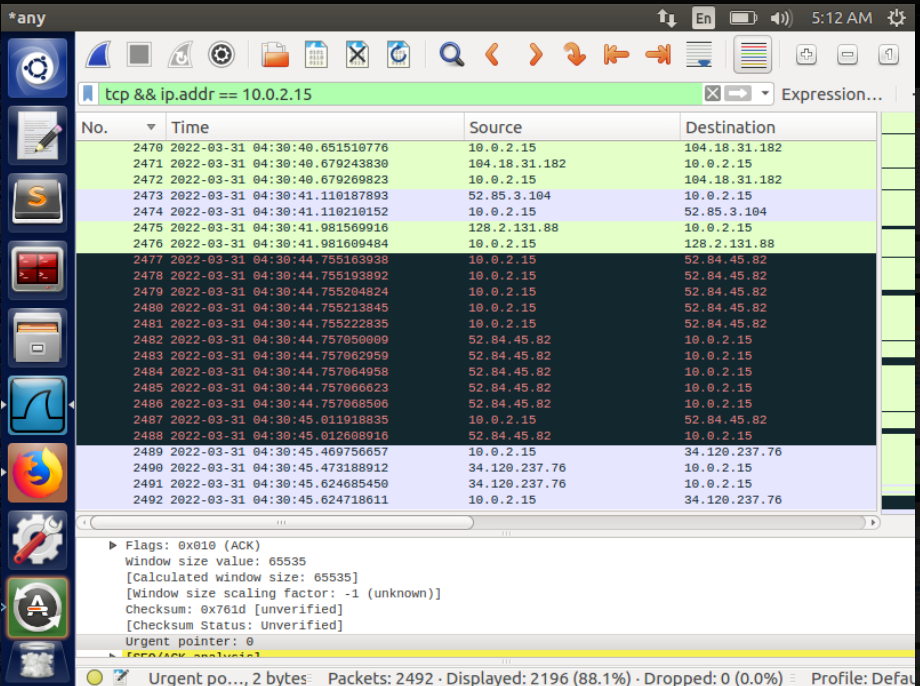 *any En 5:12 AM
tcp && ip.addr == 10.0.2.15 Expression…
No. Time Source Destination
2470 2022-03-31 04:30:40.651510776 10.0.2.15 104.18.31.182
2471 2022-03-31 04:30:40.679243830 104.18.31.182 10.0.2.15
2472 2022-03-31 04:30:40.679269823 10.0.2.15 104.18.31.182
2473 2022-03-31 04:30:41.110187893 52.85.3.104 10.0.2.15
2474 2022-03-31 04:30:41.110210152 10.0.2.15 52.85.3.104
2475 2022-03-31 04:30:41.981569916 128.2.131.88 10.0.2.15
2476 2022-03-31 04:30:41.981609484 10.0.2.15 128.2.131.88
2477 2022-03-31 04:30:44.755163938 10.0.2.15 52.84.45.82
2478 2022-03-31 04:30:44.755193892 10.0.2.15 52.84.45.82
2479 2022-03-31 04:30:44.755204824 10.0.2.15 52.84.45.82
2480 2022-03-31 04:30:44.755213845 10.0.2.15 52.84.45.82
2481 2022-03-31 04:30:44.755222835 10.0.2.15 52.84.45.82
2482 2022-03-31 04:30:44.757050009 52.84.45.82 10.0.2.15
2483 2022-03-31 04:30:44.757062959 52.84.45.82 10.0.2.15
2484 2022-03-31 04:30:44.757064958 52.84.45.82 10.0.2.15
2485 2022-03-31 04:30:44.757066623 52.84.45.82 10.0.2.15
2486 2022-03-31 04:30:44.757068506 52.84.45.82 10.0.2.15
2487 2022-03-31 04:30:45.011918835 10.0.2.15 52.84.45.82
2488 2022-03-31 04:30:45.012608916 52.84.45.82 10.0.2.15
2489 2022-03-31 04:30:45.469756657 10.0.2.15 34.120.237.76
2490 2022-03-31 04:30:45.473188912 34.120.237.76 10.0.2.15
2491 2022-03-31 04:30:45.624685450 34.120.237.76 10.0.2.15
2492 2022-03-31 04:30:45.624718611 10.0.2.15 34.120.237.76
Flags: 0x010 (ACK)
Window size value: 65535
[Calculated window size: 65535]
[Window size scaling factor: -1 (unknown)]
Checksum: 0x761d [unverified]
[Checksum Status: Unverified]
Urgent pointer: 0
[SEQ/ACK analysis]
Urgent po…, 2 bytes Packets: 2492 · Displayed: 2196 (88.1%) · Dropped: 0 (0.0%) Profile: Defau